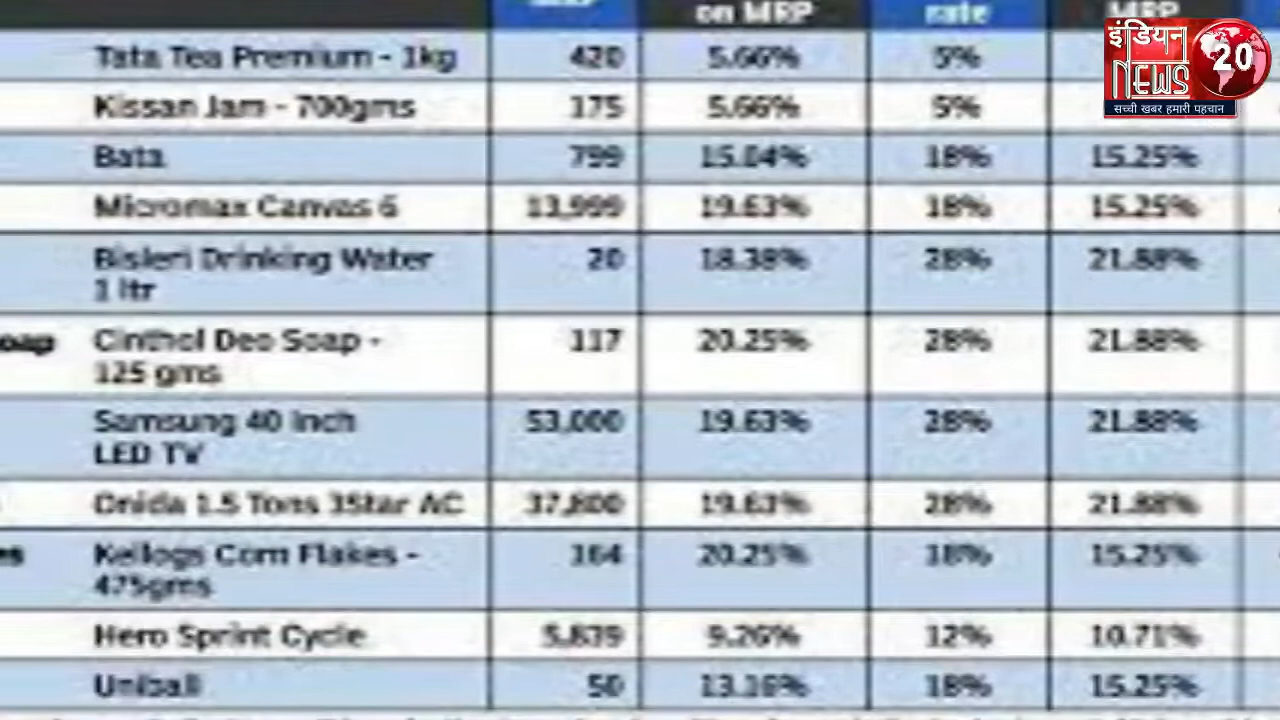 on MRP rate MRP
Tata Tea Premium - 1kg 420 5.66% 5%
Kissan Jam - 700gms 175 5.66% 5%
Bata 799 15.04% 18% 15.25%
Micromax Canvas 6 13,999 19.63% 18% 15.25%
Bisleri Drinking Water 20 18.38% 28% 21.88%
1 ltr
Cinthol Deo Soap - 117 20.25% 28% 21.88%
125 gms
Samsung 40 inch 53,000 19.63% 28% 21.88%
LED TV
Onida 1.5 Tons 3Star AC 37,800 19.63% 28% 21.88%
Kellogs Corn Flakes - 164 20.25% 18% 15.25%
475gms
Hero Sprint Cycle 5,839 9.26% 12% 10.71%
Uniball 50 13.16% 18% 15.25%
इंडियन
NEWS 20
सच्ची खबर हमारी पहचान